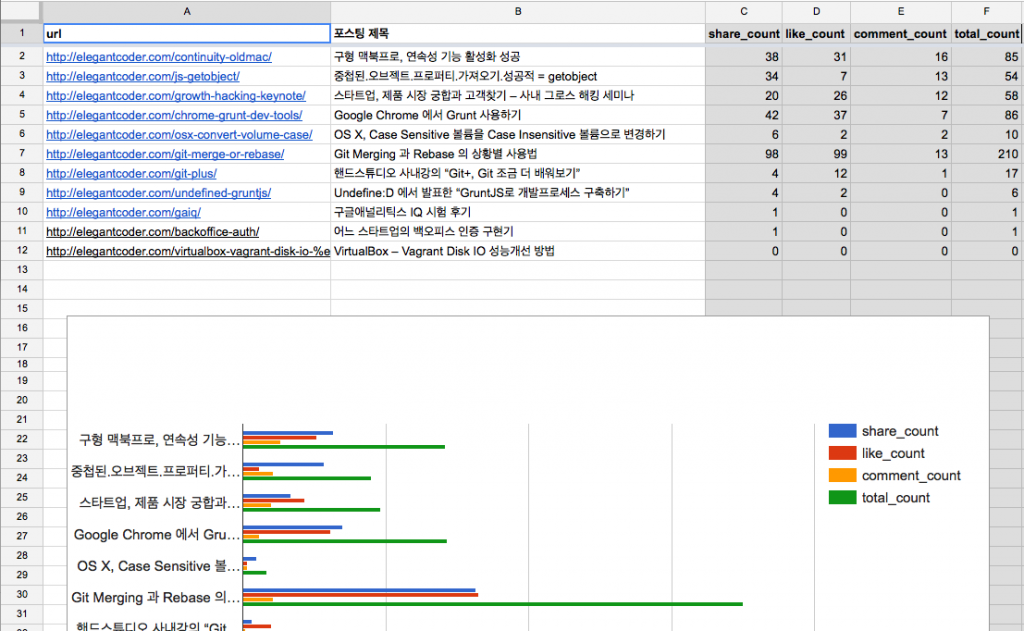 A B C D E F
1 url 포스팅 제목 share_count like_count comment_count total_count
2 http://elegantcoder.com/continuity-oldmac/ 구형 맥북프로, 연속성 기능 활성화 성공 38 31 16 85
3 http://elegantcoder.com/js-getobject/ 중첩된.오브젝트.프로퍼티.가져오기.성공적 = getobject 34 7 13 54
4 http://elegantcoder.com/growth-hacking-keynote/ 스타트업, 제품 시장 궁합과 고객찾기 – 사내 그로스 해킹 세미나 20 26 12 58
5 http://elegantcoder.com/chrome-grunt-dev-tools/ Google Chrome 에서 Grunt 사용하기 42 37 7 86
6 http://elegantcoder.com/osx-convert-volume-case/ OS X, Case Sensitive 볼륨을 Case Insensitive 볼륨으로 변경하기 6 2 2 10
7 http://elegantcoder.com/git-merge-or-rebase/ Git Merging 과 Rebase 의 상황별 사용법 98 99 13 210
8 http://elegantcoder.com/git-plus/ 핸드스튜디오 사내강의 “Git+, Git 조금 더 배워보기” 4 12 1 17
9 http://elegantcoder.com/undefined-gruntjs/ Undefine:D 에서 발표한 “GruntJS로 개발프로세스 구축하기” 4 2 0 6
10 http://elegantcoder.com/gaiq/ 구글애널리틱스 IQ 시험 후기 1 0 0 1
11 http://elegantcoder.com/backoffice-auth/ 어느 스타트업의 백오피스 인증 구현기 1 0 0 1
12 http://elegantcoder.com/virtualbox-vagrant-disk-io-%e VirtualBox – Vagrant Disk IO 성능개선 방법 0 0 0 0
13
14
15
16
17
18
19
20
21
22 구형 맥북프로, 연속성 기능... share_count
23 like_count
24 중첩된.오브젝트.프로퍼티.가... comment_count
25 스타트업, 제품 시장 궁합과... total_count
26
27 Google Chrome 에서 Gru...
28
29 OS X, Case Sensitive 볼...
30 Git Merging 과 Rebase 의...
31
핸드스튜디오 사내강의 “Git...